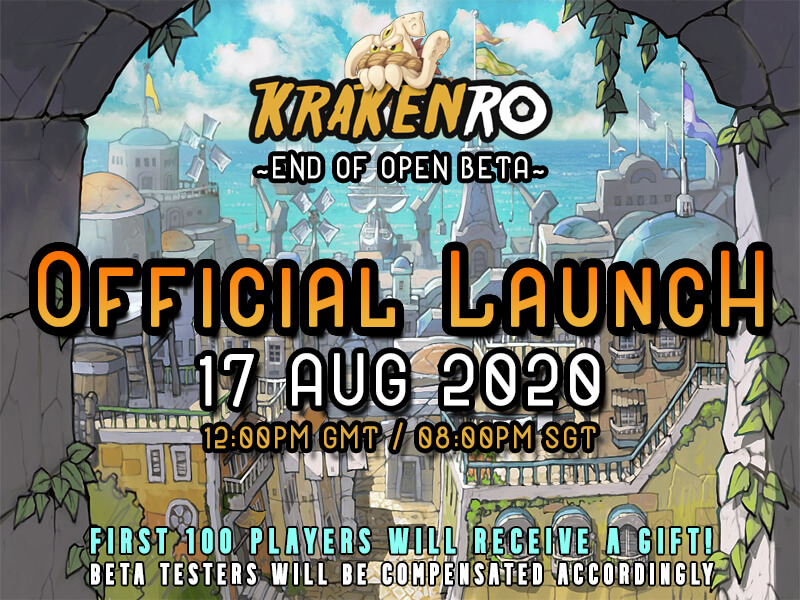 KRAKENRO
~END OF OPEN BETA~
OFFICIAL LAUNCH
17 AUG 2020
12:00PM GMT / 08:00PM SGT
FIRST 100 PLAYERS WILL RECEIVE A GIFT!
BETA TESTERS WILL BE COMPENSATED ACCORDINGLY